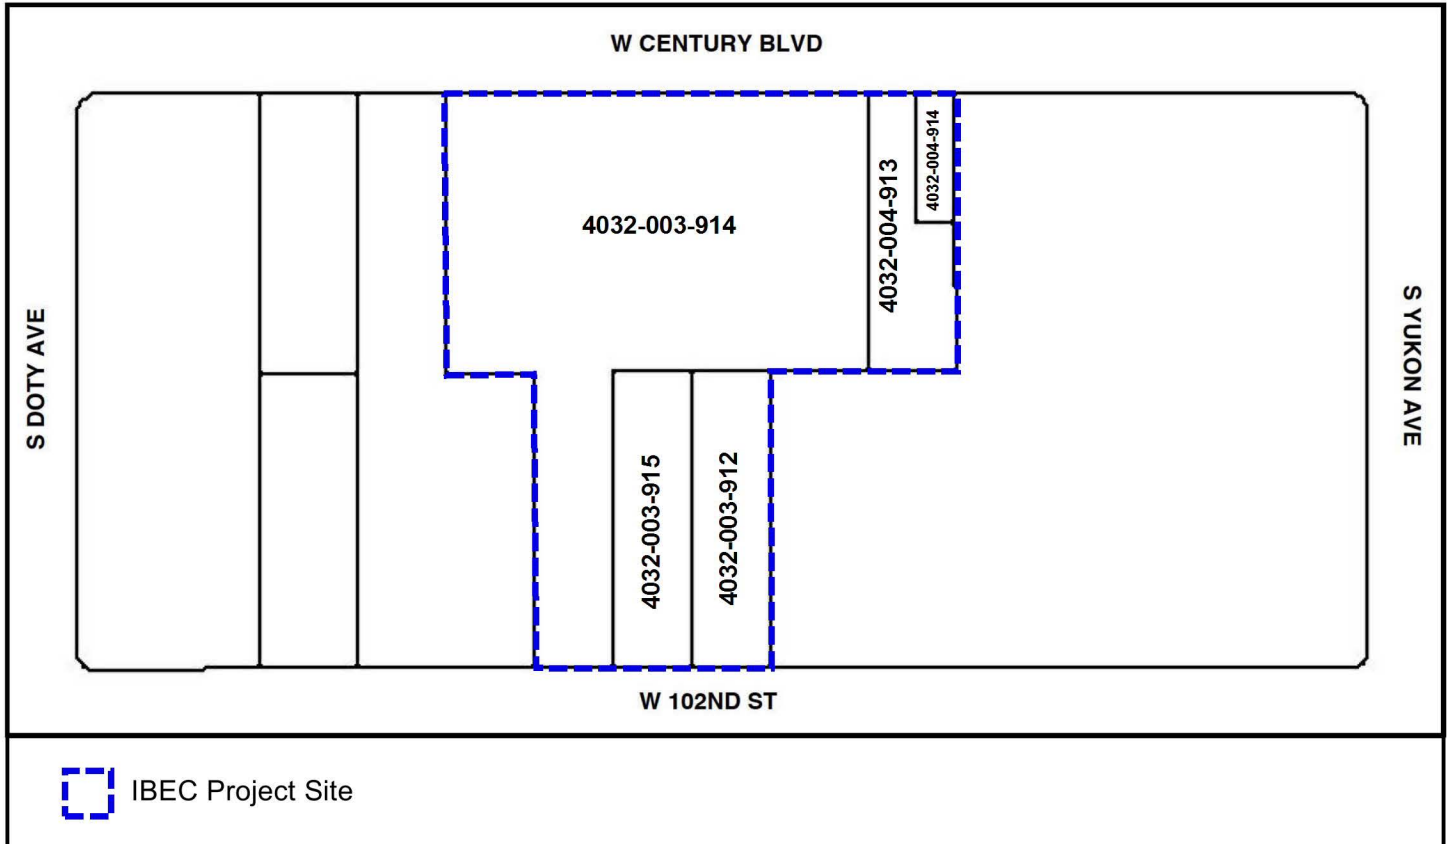 W CENTURY BLVD
4032-003-914
4032-004-913
4032-004-914
S DOTY AVE
S YUKON AVE
4032-003-915
4032-003-912
W 102ND ST
IBEC Project Site